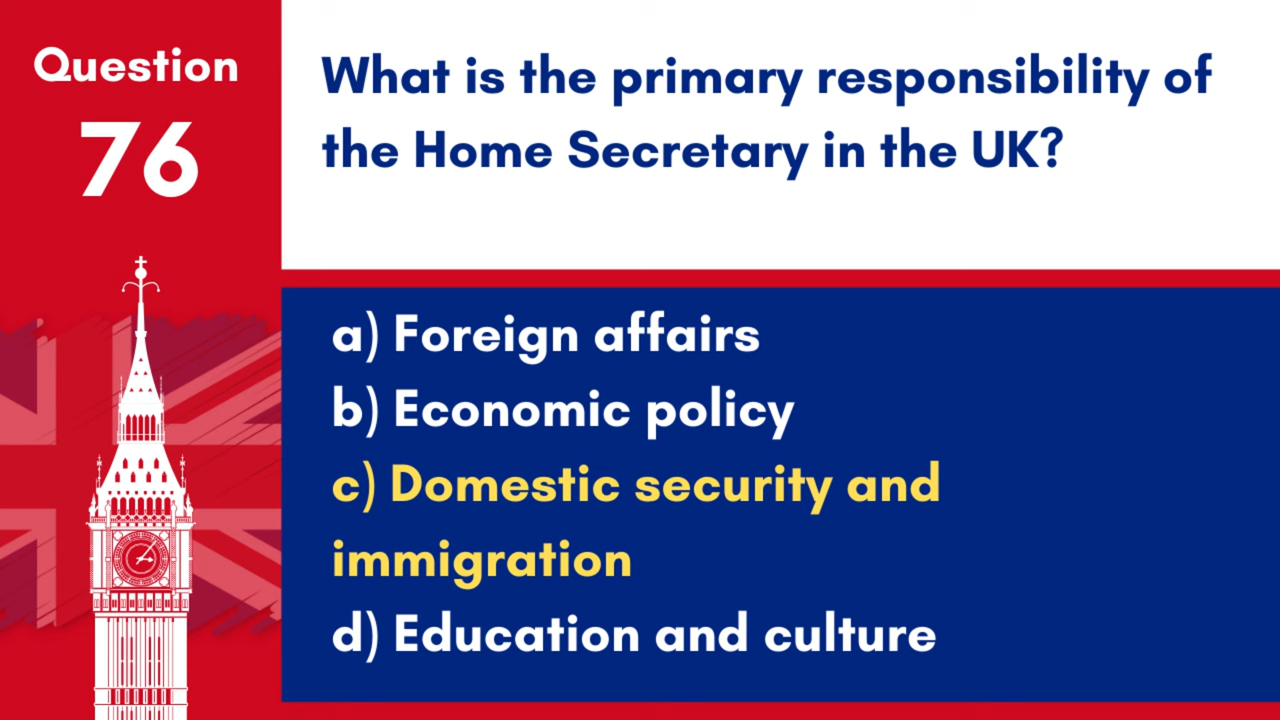 Question
76
What is the primary responsibility of
the Home Secretary in the UK?
a) Foreign affairs
b) Economic policy
c) Domestic security and
immigration
d) Education and culture